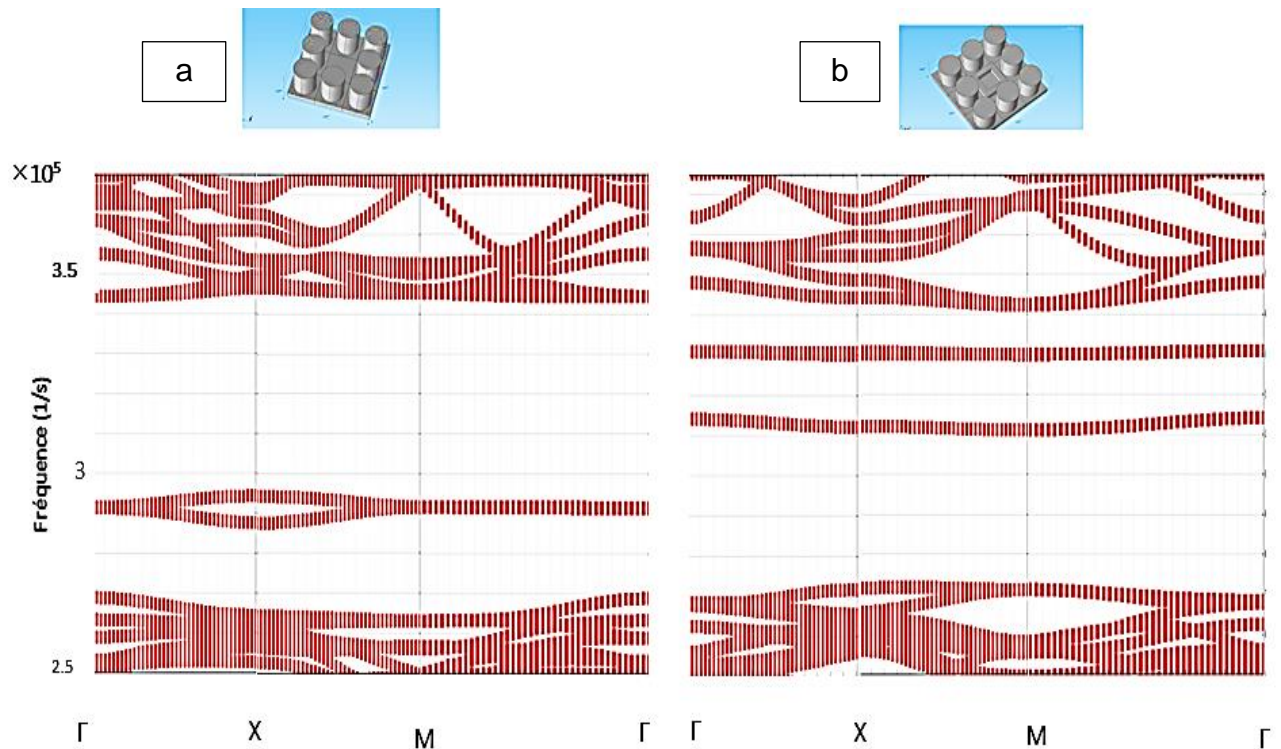 a
b
×10⁵
3.5
3
Fréquence (1/s)
2.5
Γ X M Γ
Γ X M Γ